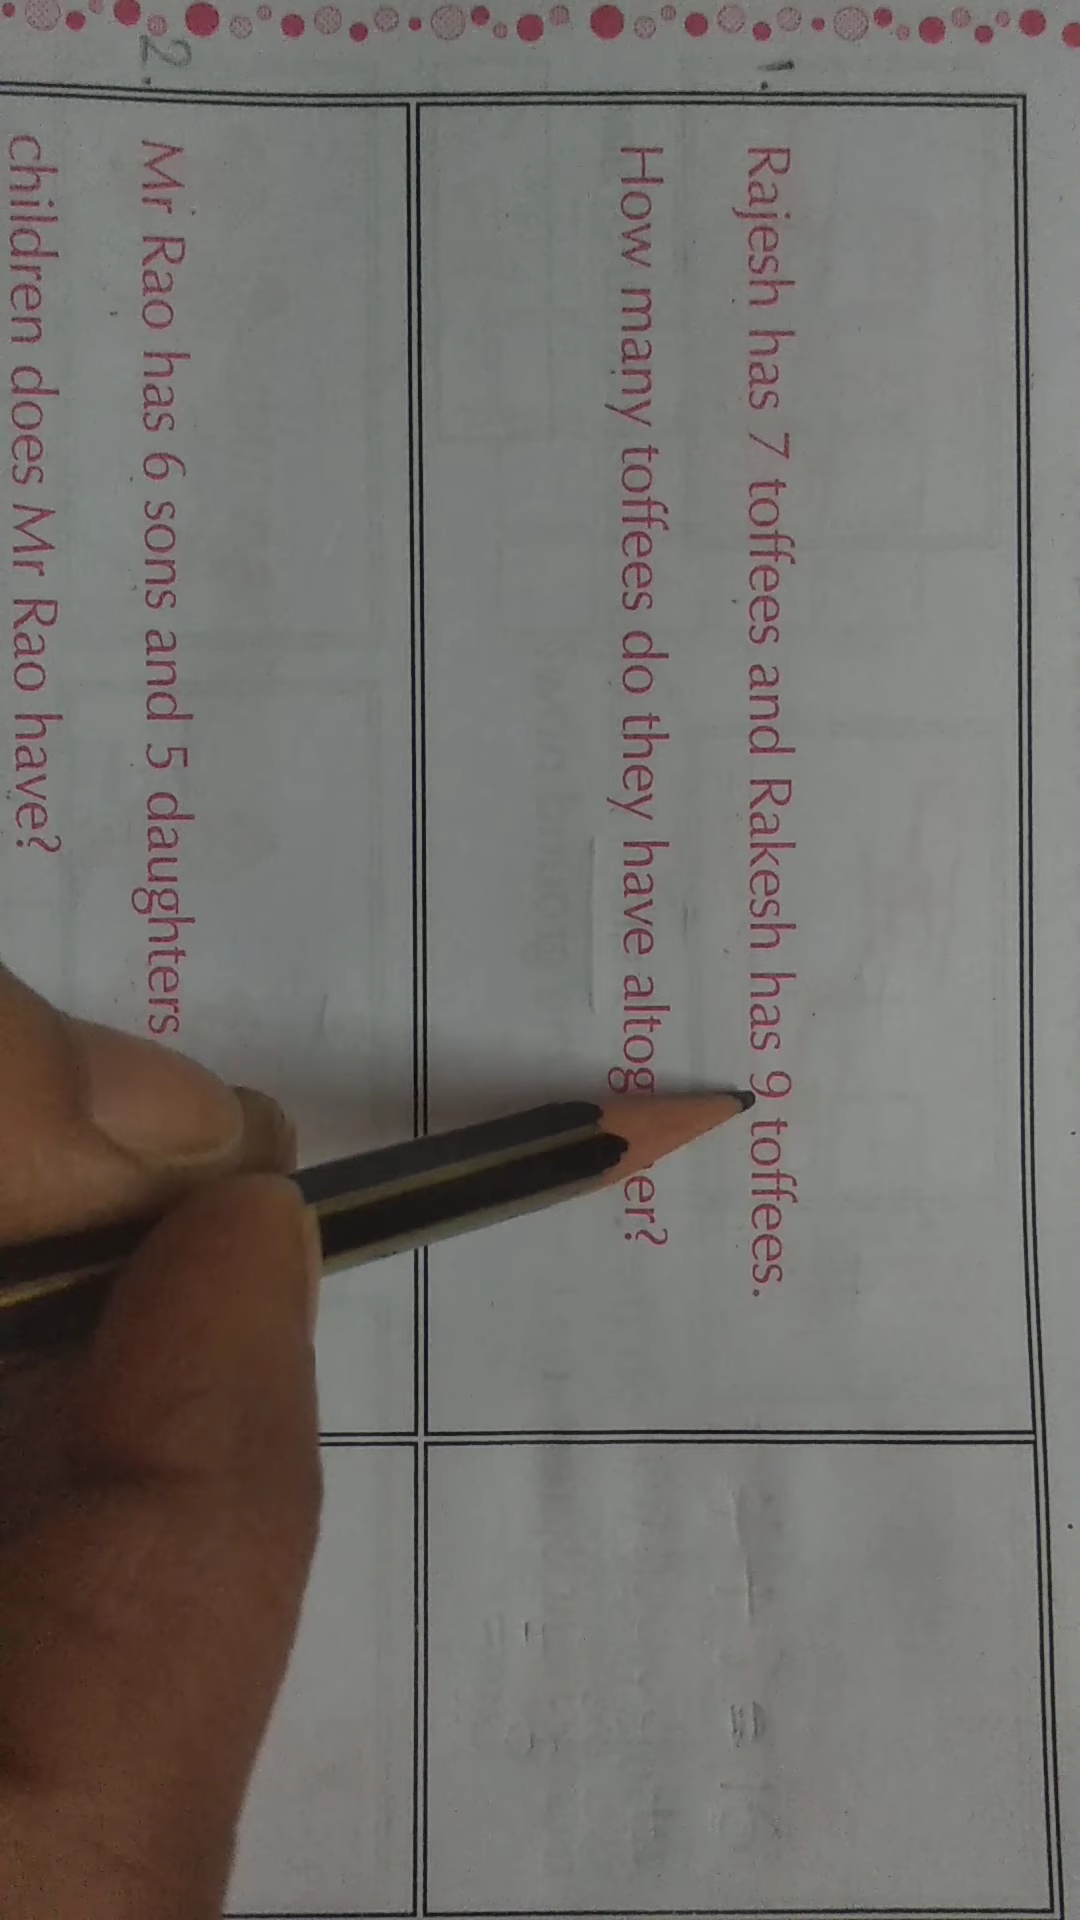 1.
Rajesh has 7 toffees and Rakesh has 9 toffees.
How many toffees do they have altog er?
2.
Mr Rao has 6 sons and 5 daughters
children does Mr Rao have?